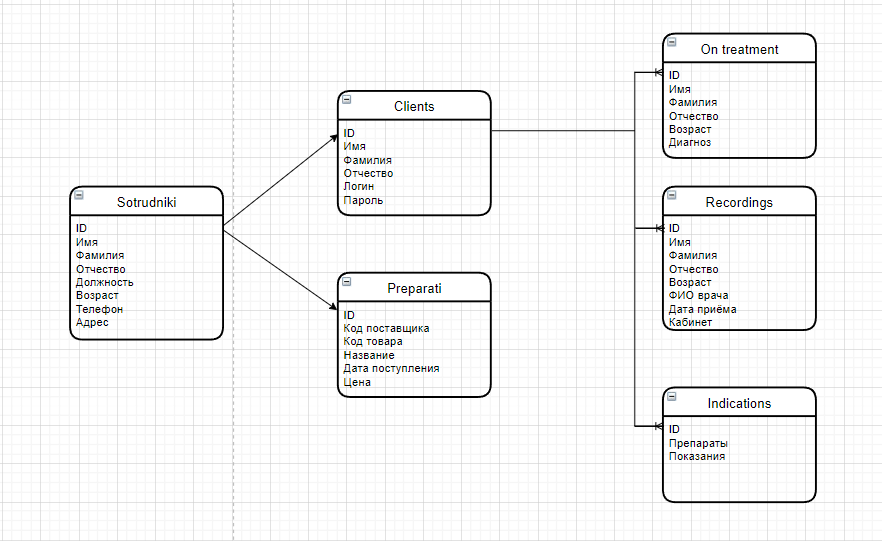 Sotrudniki
ID
Имя
Фамилия
Отчество
Должность
Возраст
Телефон
Адрес
Clients
ID
Имя
Фамилия
Отчество
Логин
Пароль
Preparati
ID
Код поставщика
Код товара
Название
Дата поступления
Цена
On treatment
ID
Имя
Фамилия
Отчество
Возраст
Диагноз
Recordings
ID
Имя
Фамилия
Отчество
Возраст
ФИО врача
Дата приёма
Кабинет
Indications
ID
Препараты
Показания